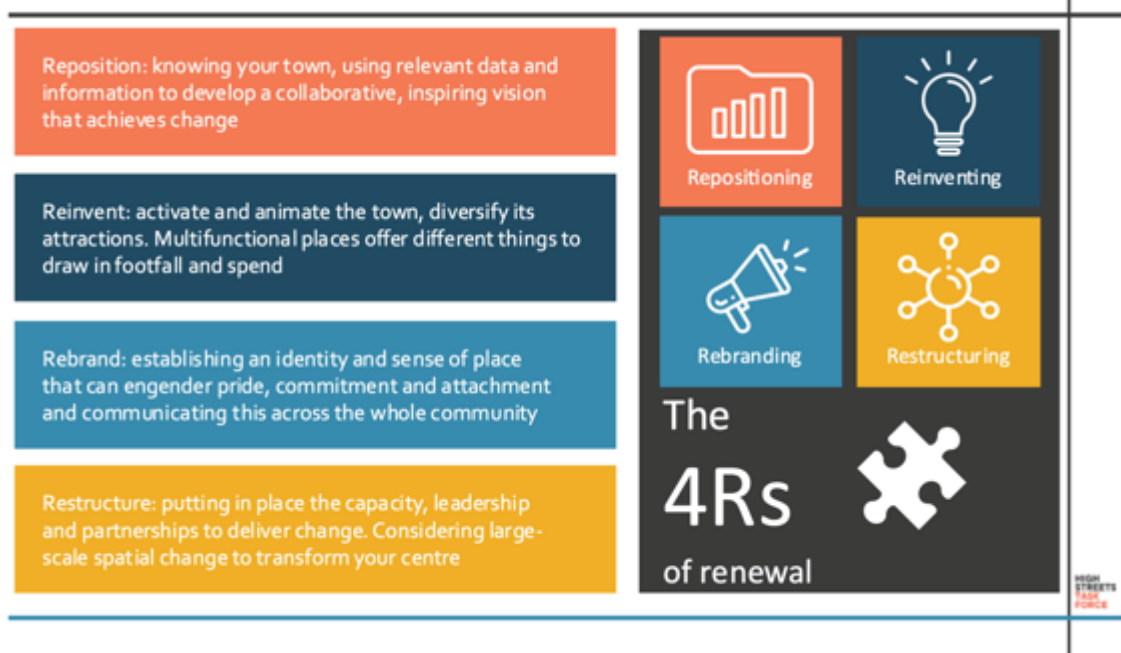 Reposition: knowing your town, using relevant data and
information to develop a collaborative, inspiring vision
that achieves change
Reinvent: activate and animate the town, diversify its
attractions. Multifunctional places offer different things to
draw in footfall and spend
Rebrand: establishing an identity and sense of place
that can engender pride, commitment and attachment
and communicating this across the whole community
Restructure: putting in place the capacity, leadership
and partnerships to deliver change. Considering large-
scale spatial change to transform your centre
Repositioning
Reinventing
Rebranding
Restructuring
The
4Rs
of renewal
HIGH
STREETS
TASK
FORCE